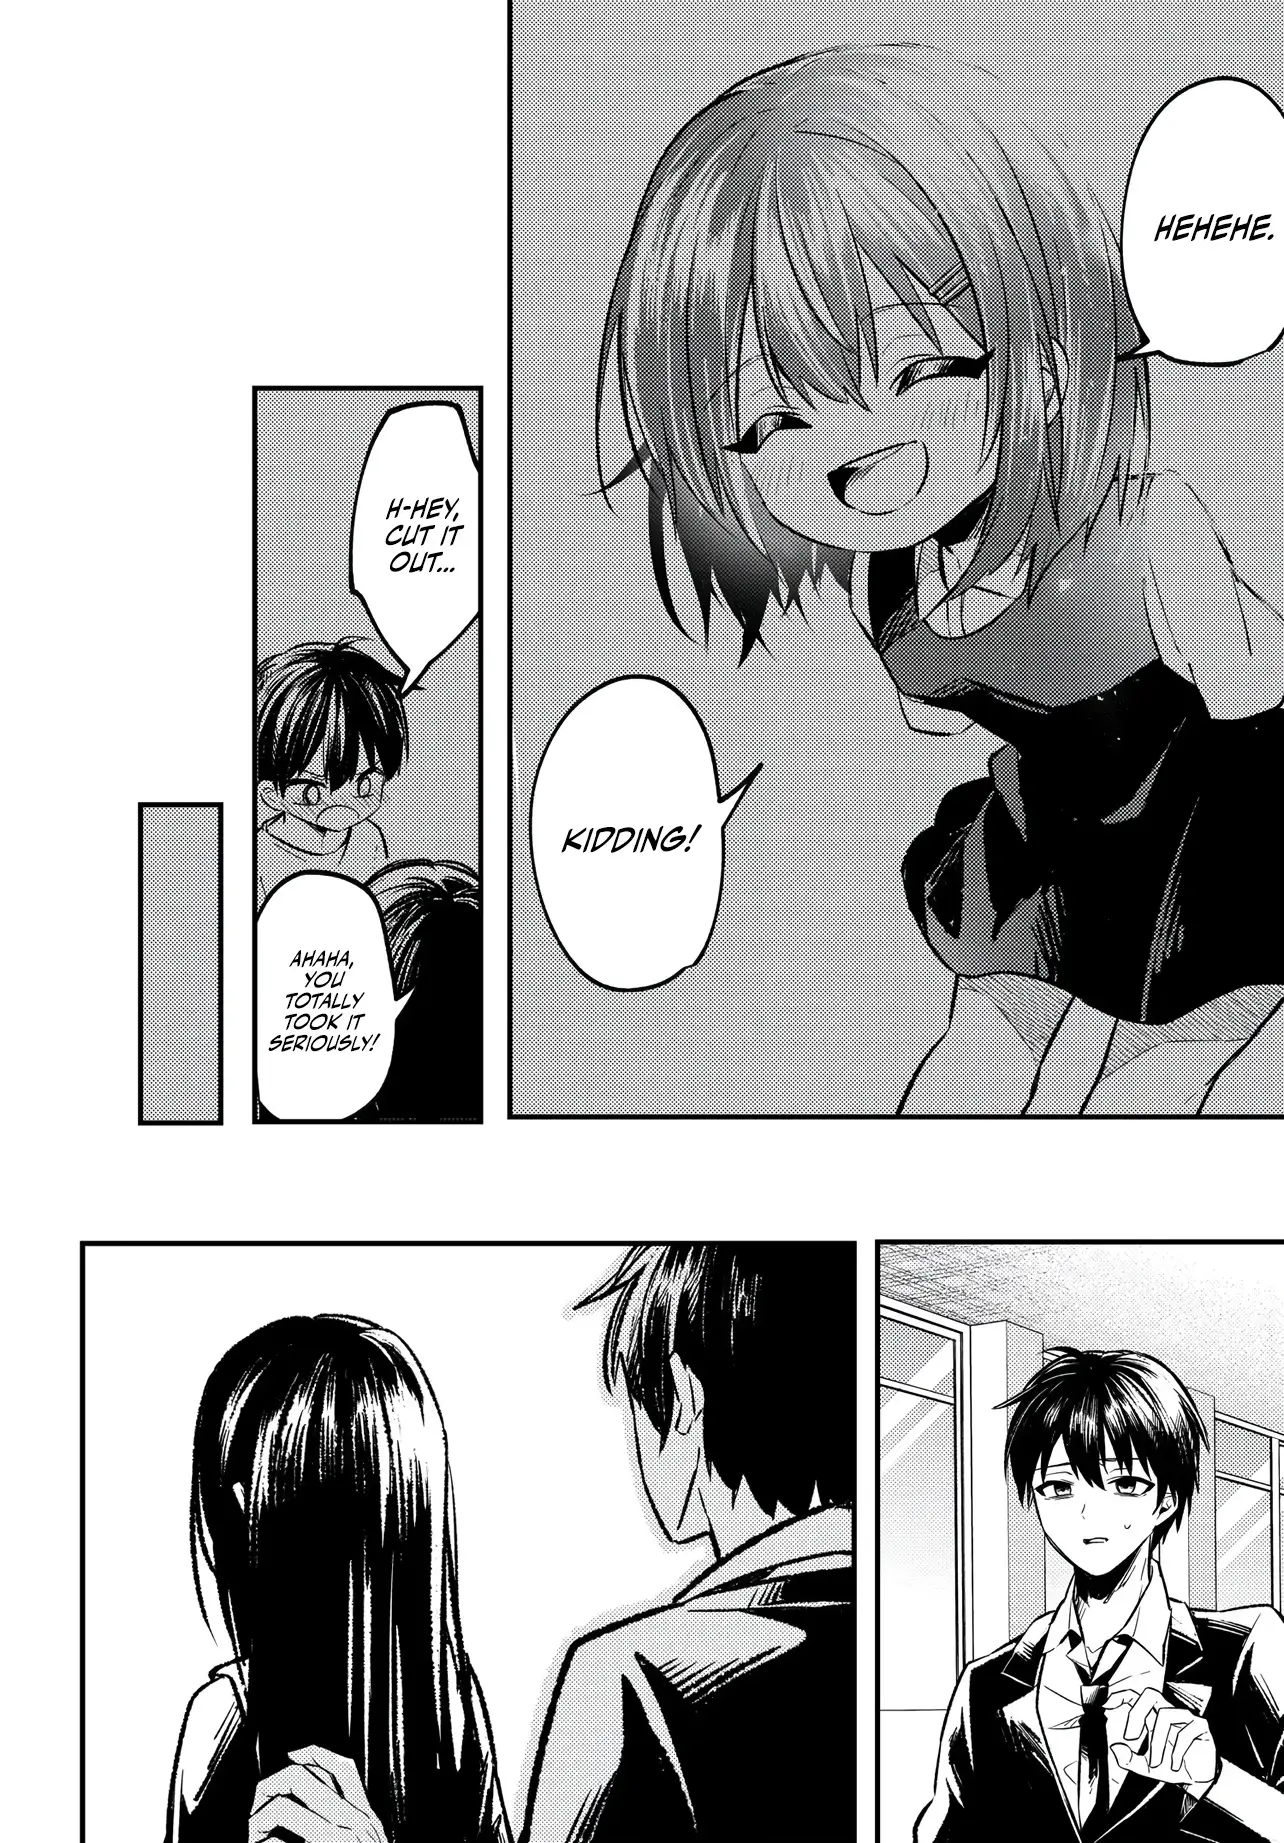 HEHEHE.
KIDDING!
H-HEY,
CUT IT
OUT...
AHAHA,
YOU
TOTALLY
TOOK IT
SERIOUSLY!